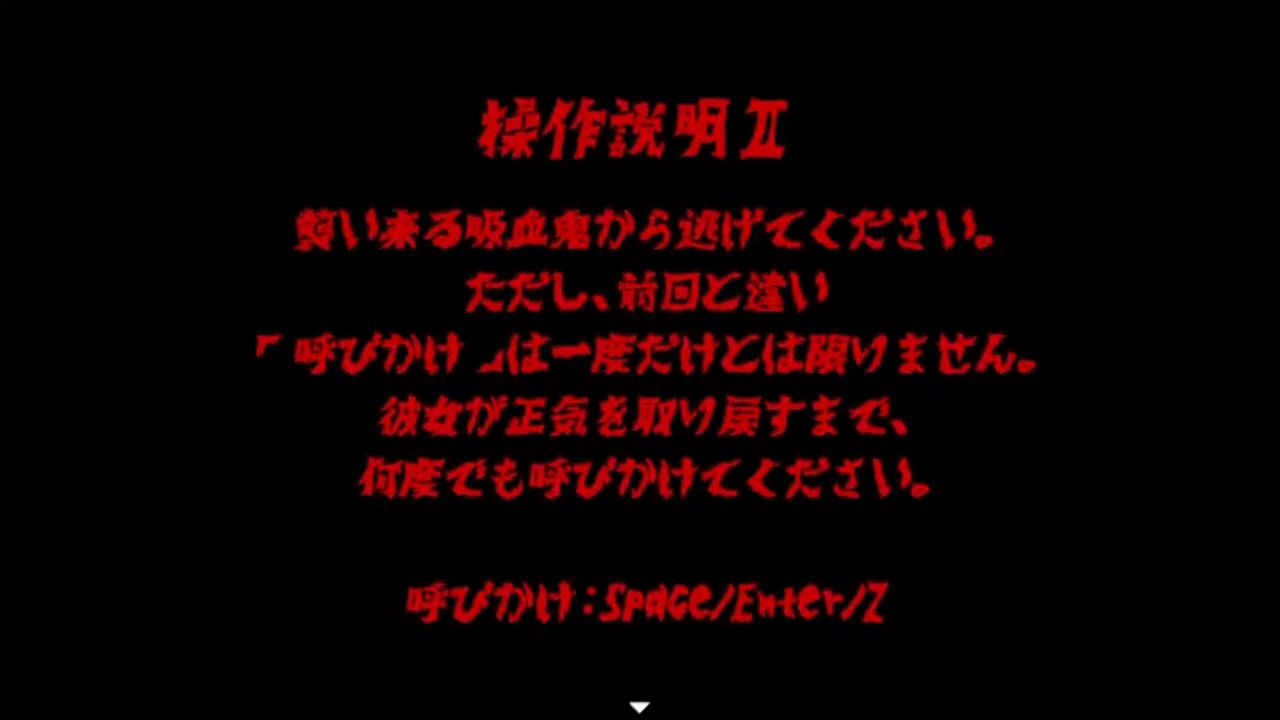 操作説明Ⅱ
襲い来る吸血鬼から逃げてください。
ただし、前回と違い
「呼びかけ」は一度だけとは限りません。
彼女が正気を取り戻すまで、
何度でも呼びかけてください。
呼びかけ：Space/Enter/Z